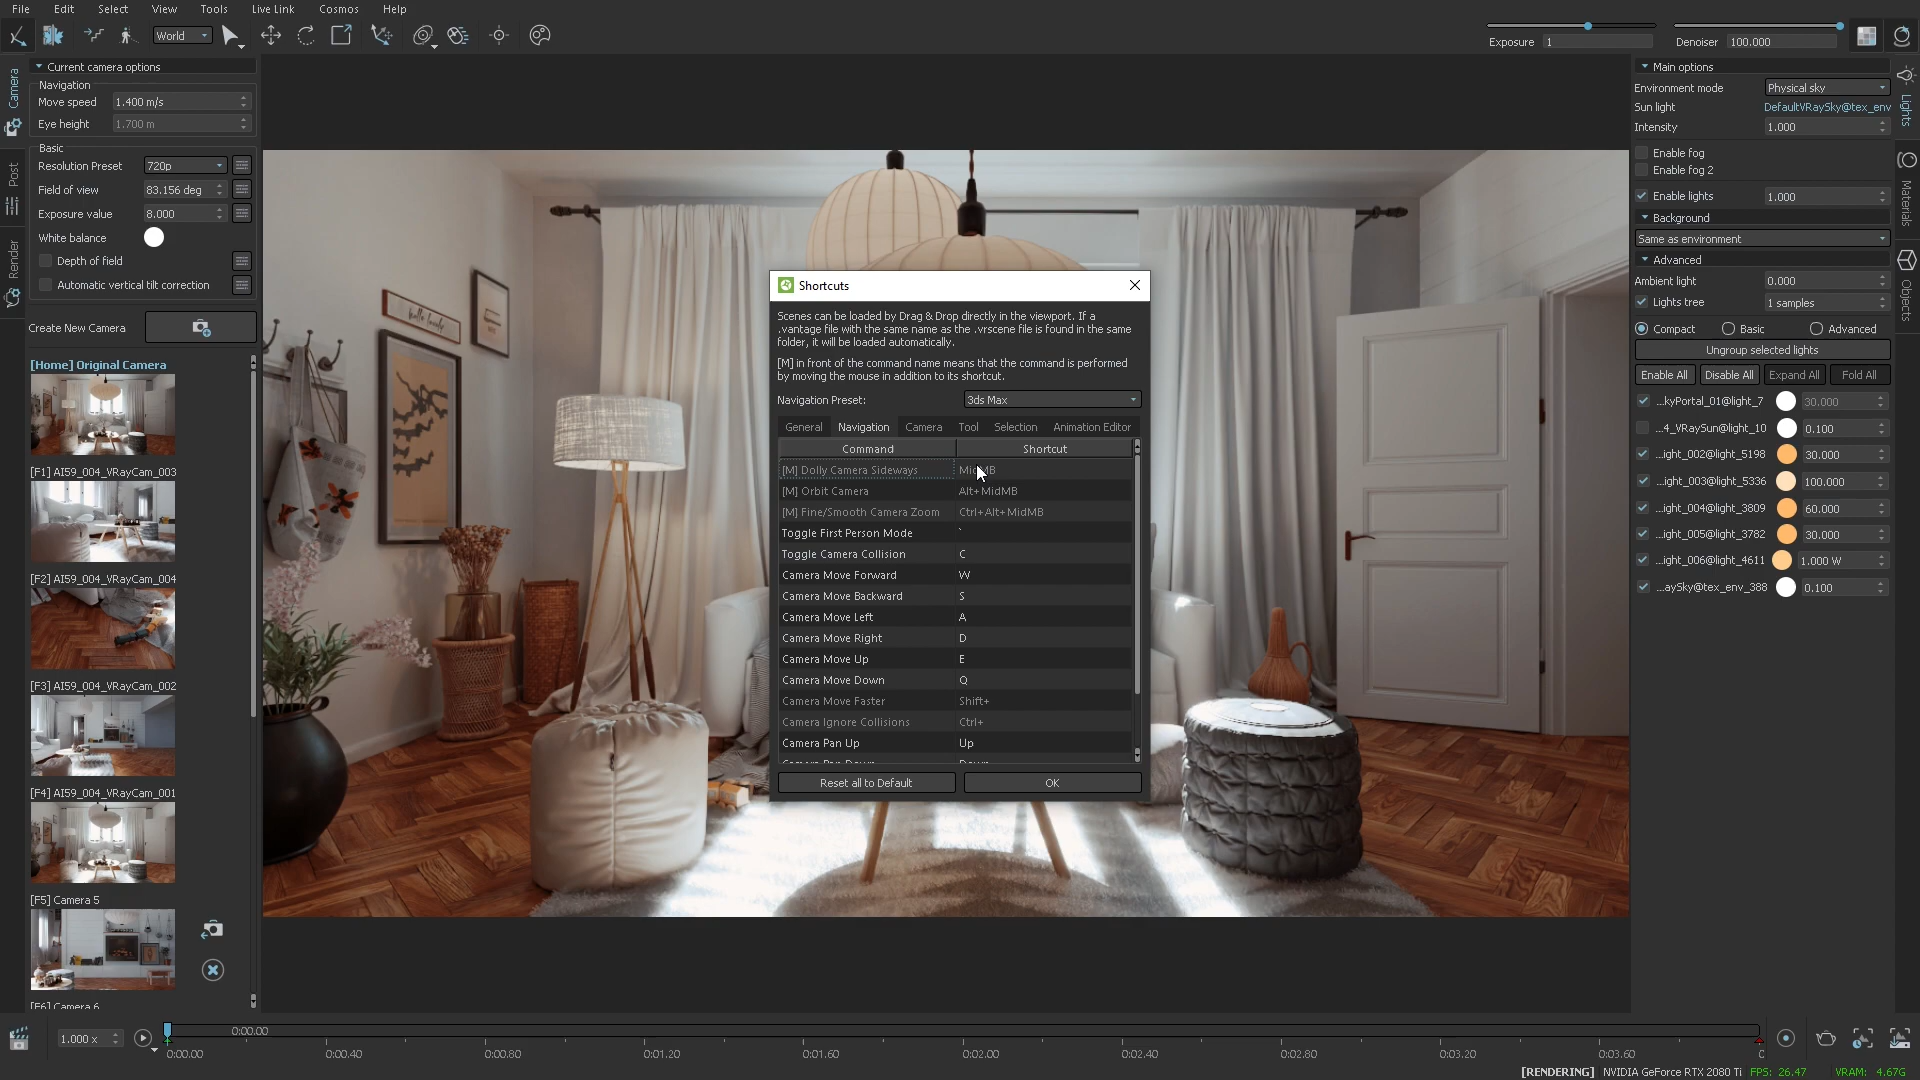 File Edit Select View Tools Live Link Cosmos Help
World
Exposure 1
Denoiser 100.000
Camera
Post
Render
Current camera options
Navigation
Move speed 1.400 m/s
Eye height 1.700 m
Basic
Resolution Preset 720p
Field of view 83.156 deg
Exposure value 8.000
White balance
Depth of field
Automatic vertical tilt correction
Create New Camera
[Home] Original Camera
[F1] AI59_004_VRayCam_003
[F2] AI59_004_VRayCam_004
[F3] AI59_004_VRayCam_002
[F4] AI59_004_VRayCam_001
[F5] Camera 5
[F6] Camera 6
hello lovely
Shortcuts
Scenes can be loaded by Drag & Drop directly in the viewport. If a
.vantage file with the same name as the .vrscene file is found in the same
folder, it will be loaded automatically.
[M] in front of the command name means that the command is performed
by moving the mouse in addition to its shortcut.
Navigation Preset: 3ds Max
General Navigation Camera Tool Selection Animation Editor
Command Shortcut
[M] Dolly Camera Sideways MidMB
[M] Orbit Camera Alt+MidMB
[M] Fine/Smooth Camera Zoom Ctrl+Alt+MidMB
Toggle First Person Mode `
Toggle Camera Collision C
Camera Move Forward W
Camera Move Backward S
Camera Move Left A
Camera Move Right D
Camera Move Up E
Camera Move Down Q
Camera Move Faster Shift+
Camera Ignore Collisions Ctrl+
Camera Pan Up Up
Camera Pan Down Down
Reset all to Default OK
Main options
Environment mode Physical sky
Sun light DefaultVRaySky@tex_env
Intensity 1.000
Enable fog
Enable fog 2
Enable lights 1.000
Background
Same as environment
Advanced
Ambient light 0.000
Lights tree 1 samples
Compact Basic Advanced
Ungroup selected lights
Enable All Disable All Expand All Fold All
...kyPortal_01@light_7 30.000
...4_VRaySun@light_10 0.100
...ight_002@light_5198 30.000
...ight_003@light_5336 100.000
...ight_004@light_3809 60.000
...ight_005@light_3782 30.000
...ight_006@light_4611 1.000 W
...aySky@tex_env_388 0.100
Lights
Materials
Objects
1.000 x
0:00.00
0:00.00 0:00.40 0:00.80 0:01.20 0:01.60 0:02.00 0:02.40 0:02.80 0:03.20 0:03.60
[RENDERING] NVIDIA GeForce RTX 2080 Ti FPS: 26.47 VRAM: 4.67G